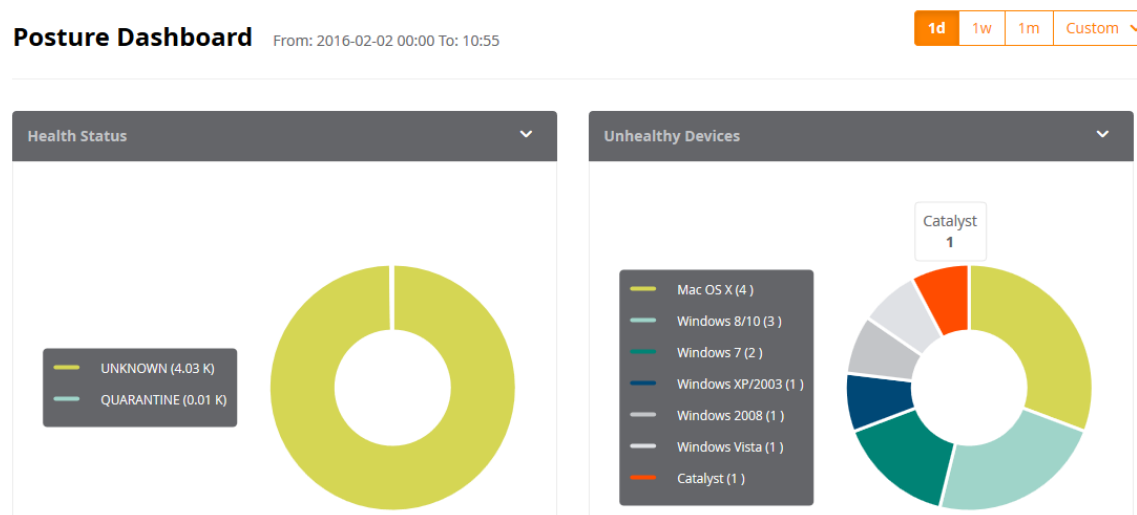 Posture Dashboard From: 2016-02-02 00:00 To: 10:55
1d 1w 1m Custom
Health Status
UNKNOWN (4.03 K)
QUARANTINE (0.01 K)
Unhealthy Devices
Catalyst
1
Mac OS X (4 )
Windows 8/10 (3 )
Windows 7 (2 )
Windows XP/2003 (1 )
Windows 2008 (1 )
Windows Vista (1 )
Catalyst (1 )